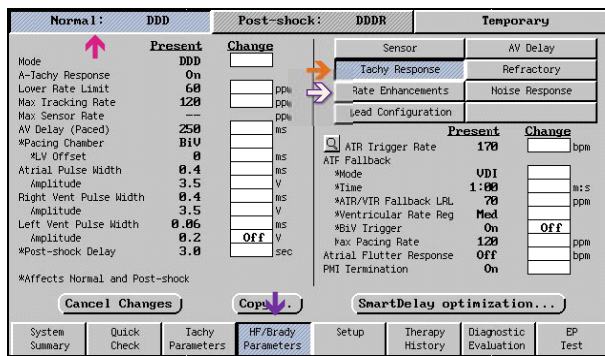 Normal: DDD Post-shock: DDDR Temporary
Present Change
Mode DDD
A-Tachy Response On
Lower Rate Limit 60 ppm
Max Tracking Rate 120 ppm
Max Sensor Rate -- ppm
AV Delay (Paced) 250 ms
*Pacing Chamber BiV
*LV Offset 0 ms
Atrial Pulse Width 0.4 ms
Amplitude 3.5 V
Right Vent Pulse Width 0.4 ms
Amplitude 3.5 V
Left Vent Pulse Width 0.06 ms
Amplitude 0.2 Off V
*Post-shock Delay 3.0 sec
*Affects Normal and Post-shock
Sensor AV Delay
Tachy Response Refractory
Rate Enhancements Noise Response
Lead Configuration
Present Change
ATR Trigger Rate 170 bpm
ATR Fallback
*Mode VDI
*Time 1:00 m:s
*ATR/VTR Fallback LRL 70 ppm
*Ventricular Rate Reg Med
*BiV Trigger On Off
Max Pacing Rate 120 ppm
Atrial Flutter Response Off bpm
PMT Termination On
Cancel Changes Copy... SmartDelay optimization...
System Summary Quick Check Tachy Parameters HF/Brady Parameters Setup Therapy History Diagnostic Evaluation EP Test